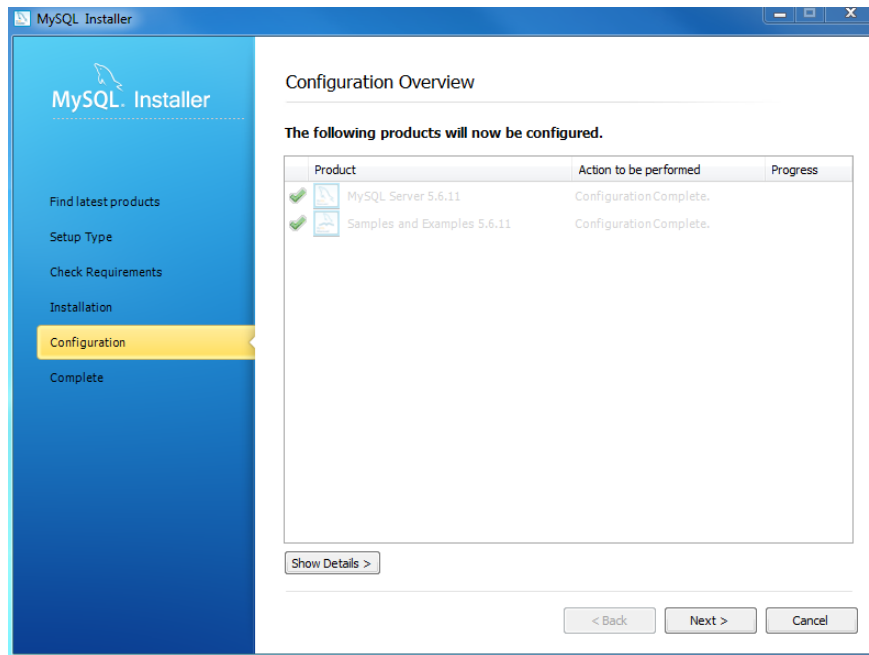 MySQL Installer
MySQL. Installer
Configuration Overview
The following products will now be configured.
Product Action to be performed Progress
MySQL Server 5.6.11 Configuration Complete.
Samples and Examples 5.6.11 Configuration Complete.
Find latest products
Setup Type
Check Requirements
Installation
Configuration
Complete
Show Details >
< Back Next > Cancel